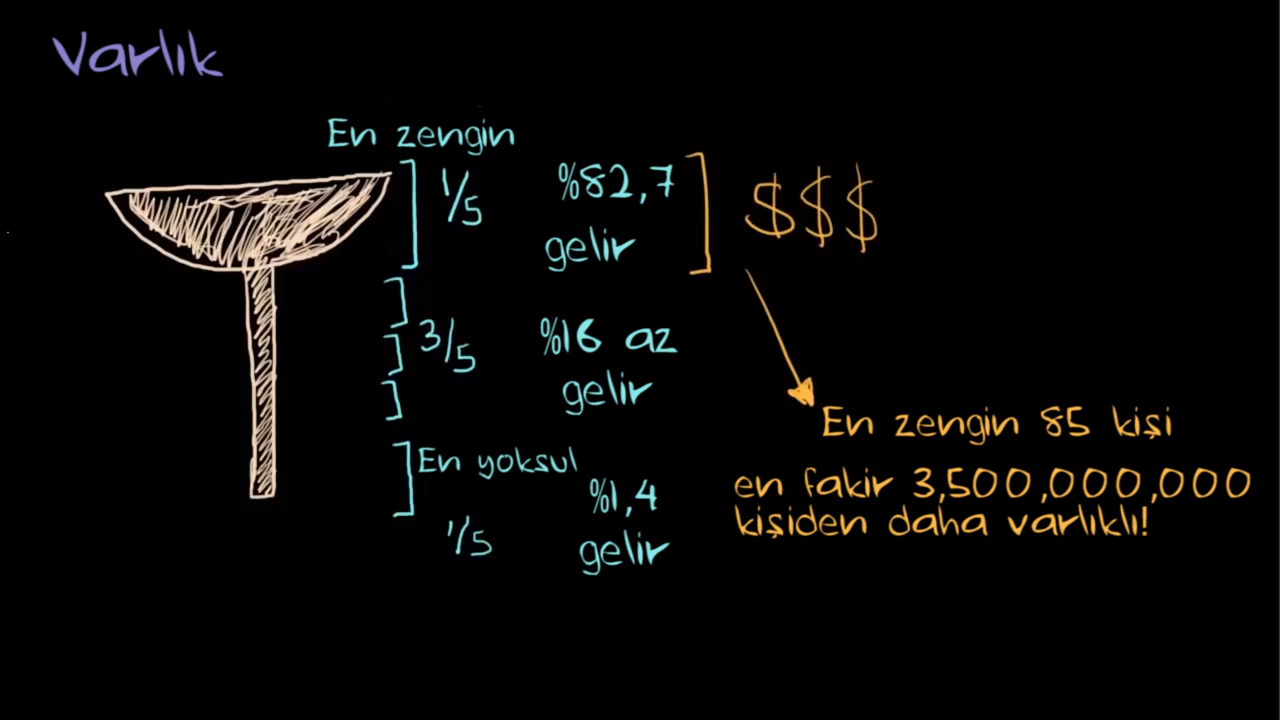 Varlık
En zengin
1/5 %82,7
gelir
$$$
3/5 %16 az
gelir
En yoksul
%1,4
1/5 gelir
En zengin 85 kişi
en fakir 3,500,000,000
kişiden daha varlıklı!